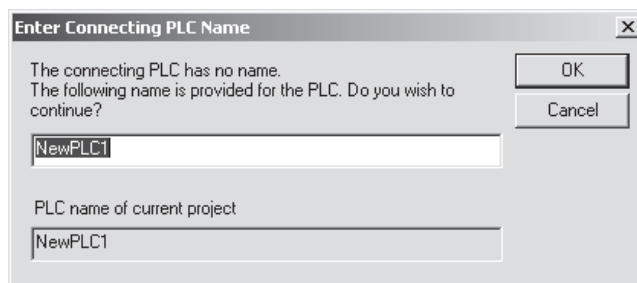 Enter Connecting PLC Name
The connecting PLC has no name.
The following name is provided for the PLC. Do you wish to
continue?
OK
Cancel
NewPLC1
PLC name of current project
NewPLC1